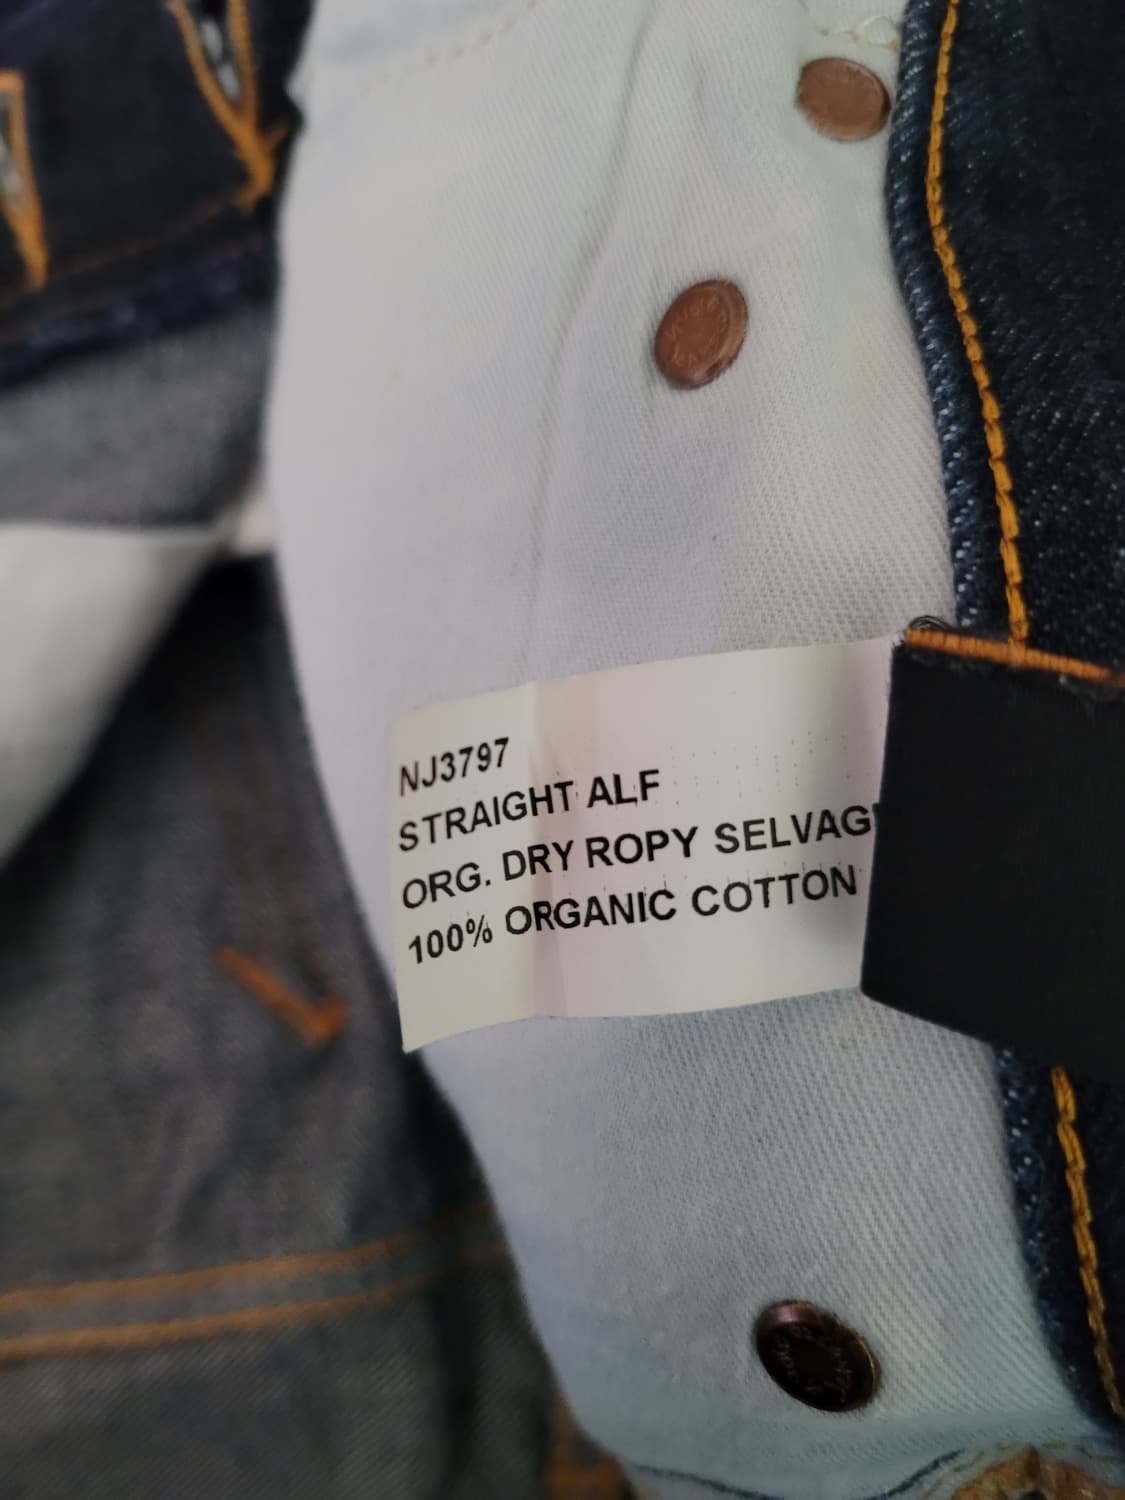 NJ3797
STRAIGHT ALF
ORG. DRY ROPY SELVAG
100% ORGANIC COTTON